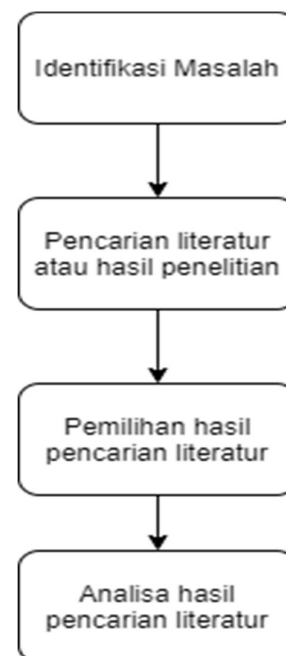 Identifikasi Masalah
Pencarian literatur
atau hasil penelitian
Pemilihan hasil
pencarian literatur
Analisa hasil
pencarian literatur